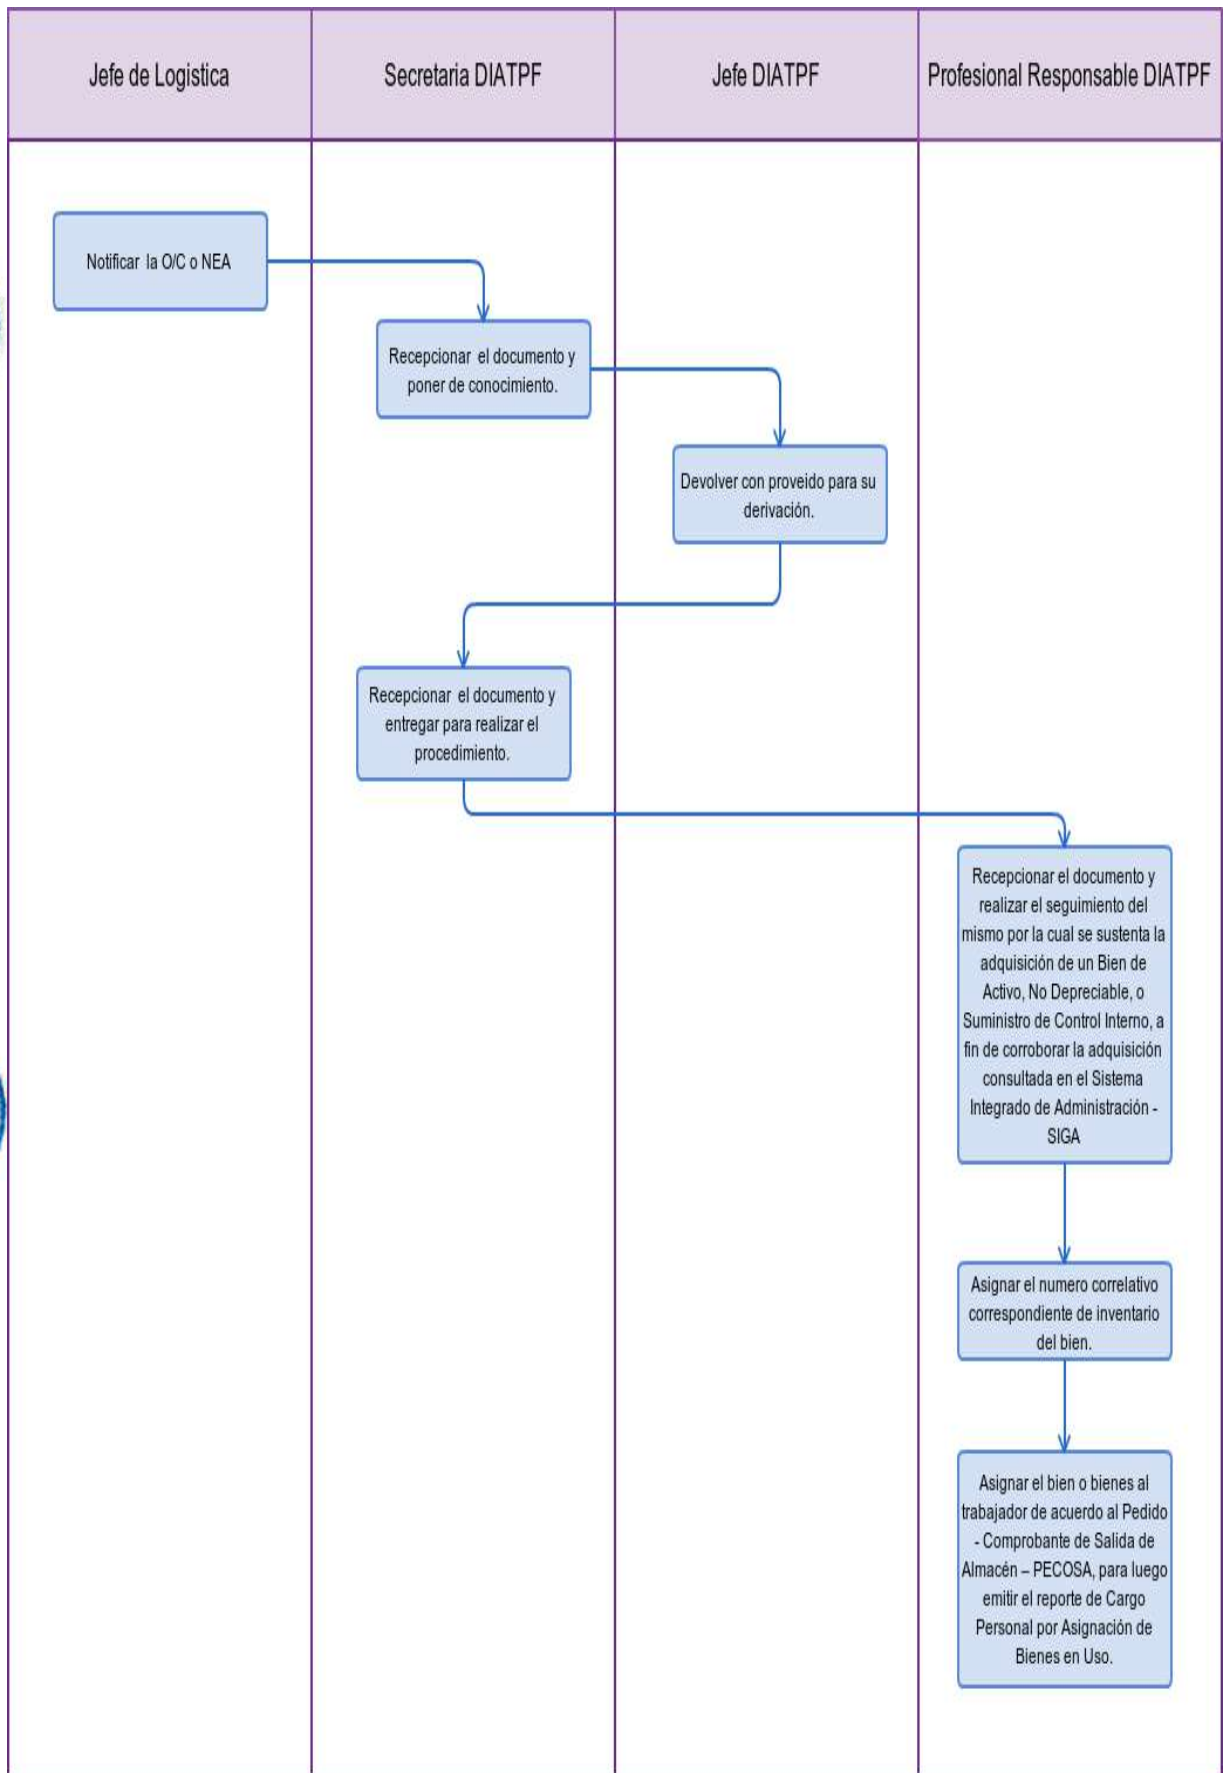 Jefe de Logistica
Secretaria DIATPF
Jefe DIATPF
Profesional Responsable DIATPF
Notificar la O/C o NEA
Recepcionar el documento y
poner de conocimiento.
Devolver con proveido para su
derivación.
Recepcionar el documento y
entregar para realizar el
procedimiento.
Recepcionar el documento y
realizar el seguimiento del
mismo por la cual se sustenta la
adquisición de un Bien de
Activo, No Depreciable, o
Suministro de Control Interno, a
fin de corroborar la adquisición
consultada en el Sistema
Integrado de Administración -
SIGA
Asignar el numero correlativo
correspondiente de inventario
del bien.
Asignar el bien o bienes al
trabajador de acuerdo al Pedido
- Comprobante de Salida de
Almacén – PECOSA, para luego
emitir el reporte de Cargo
Personal por Asignación de
Bienes en Uso.